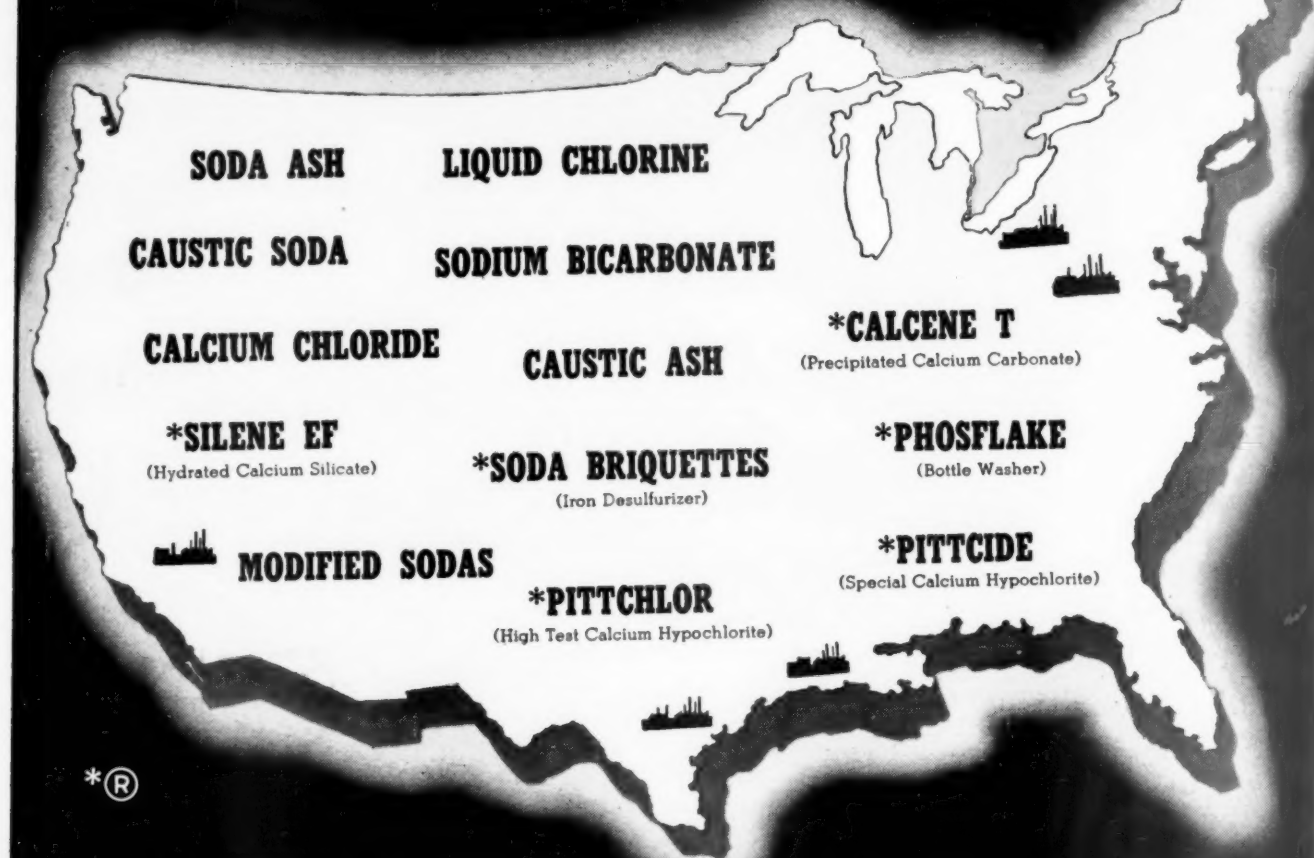 SODA ASH
LIQUID CHLORINE
CAUSTIC SODA
SODIUM BICARBONATE
*CALCENE T
(Precipitated Calcium Carbonate)
CALCIUM CHLORIDE
CAUSTIC ASH
*SILENE EF
(Hydrated Calcium Silicate)
*SODA BRIQUETTES
(Iron Desulfurizer)
*PHOSFLAKE
(Bottle Washer)
MODIFIED SODAS
*PITTCHLOR
(High Test Calcium Hypochlorite)
*PITTCIDE
(Special Calcium Hypochlorite)
*®